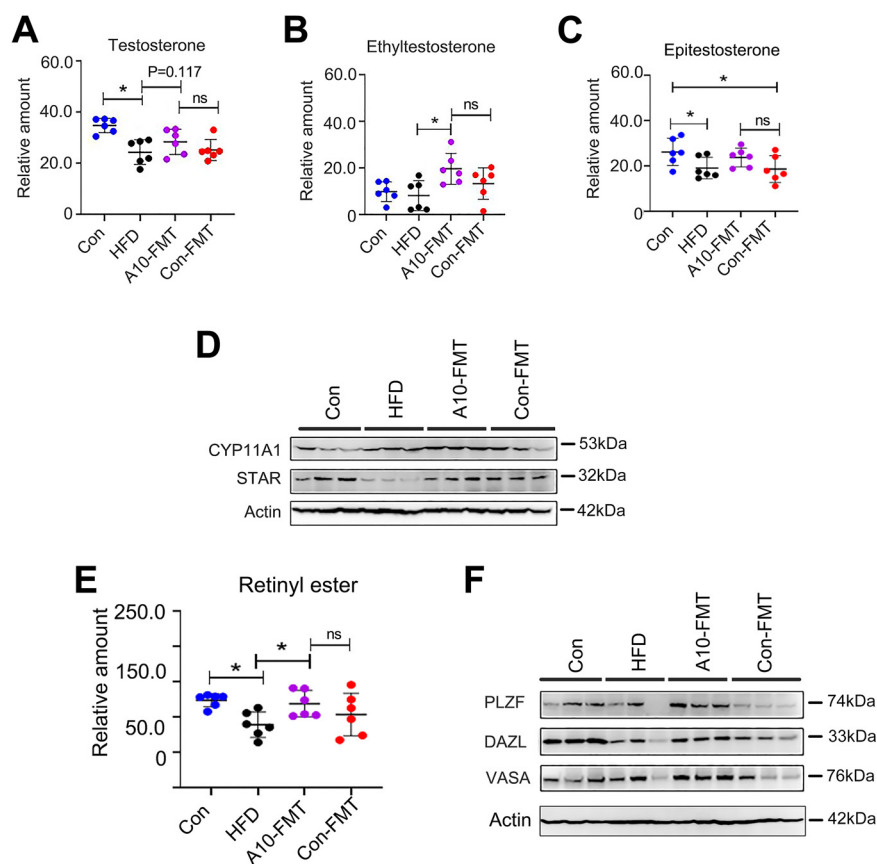 A
Testosterone
Relative amount
60.0
40.0
20.0
0
*
P=0.117
ns
Con
HFD
A10-FMT
Con-FMT
B
Ethyltestosterone
Relative amount
60.0
40.0
20.0
0
*
ns
Con
HFD
A10-FMT
Con-FMT
C
Epitestosterone
Relative amount
60.0
40.0
20.0
0
*
*
ns
Con
HFD
A10-FMT
Con-FMT
D
Con
HFD
A10-FMT
Con-FMT
CYP11A1
53kDa
STAR
32kDa
Actin
42kDa
E
Retinyl ester
Relative amount
250.0
150.0
50.0
0
*
*
ns
Con
HFD
A10-FMT
Con-FMT
F
Con
HFD
A10-FMT
Con-FMT
PLZF
74kDa
DAZL
33kDa
VASA
76kDa
Actin
42kDa